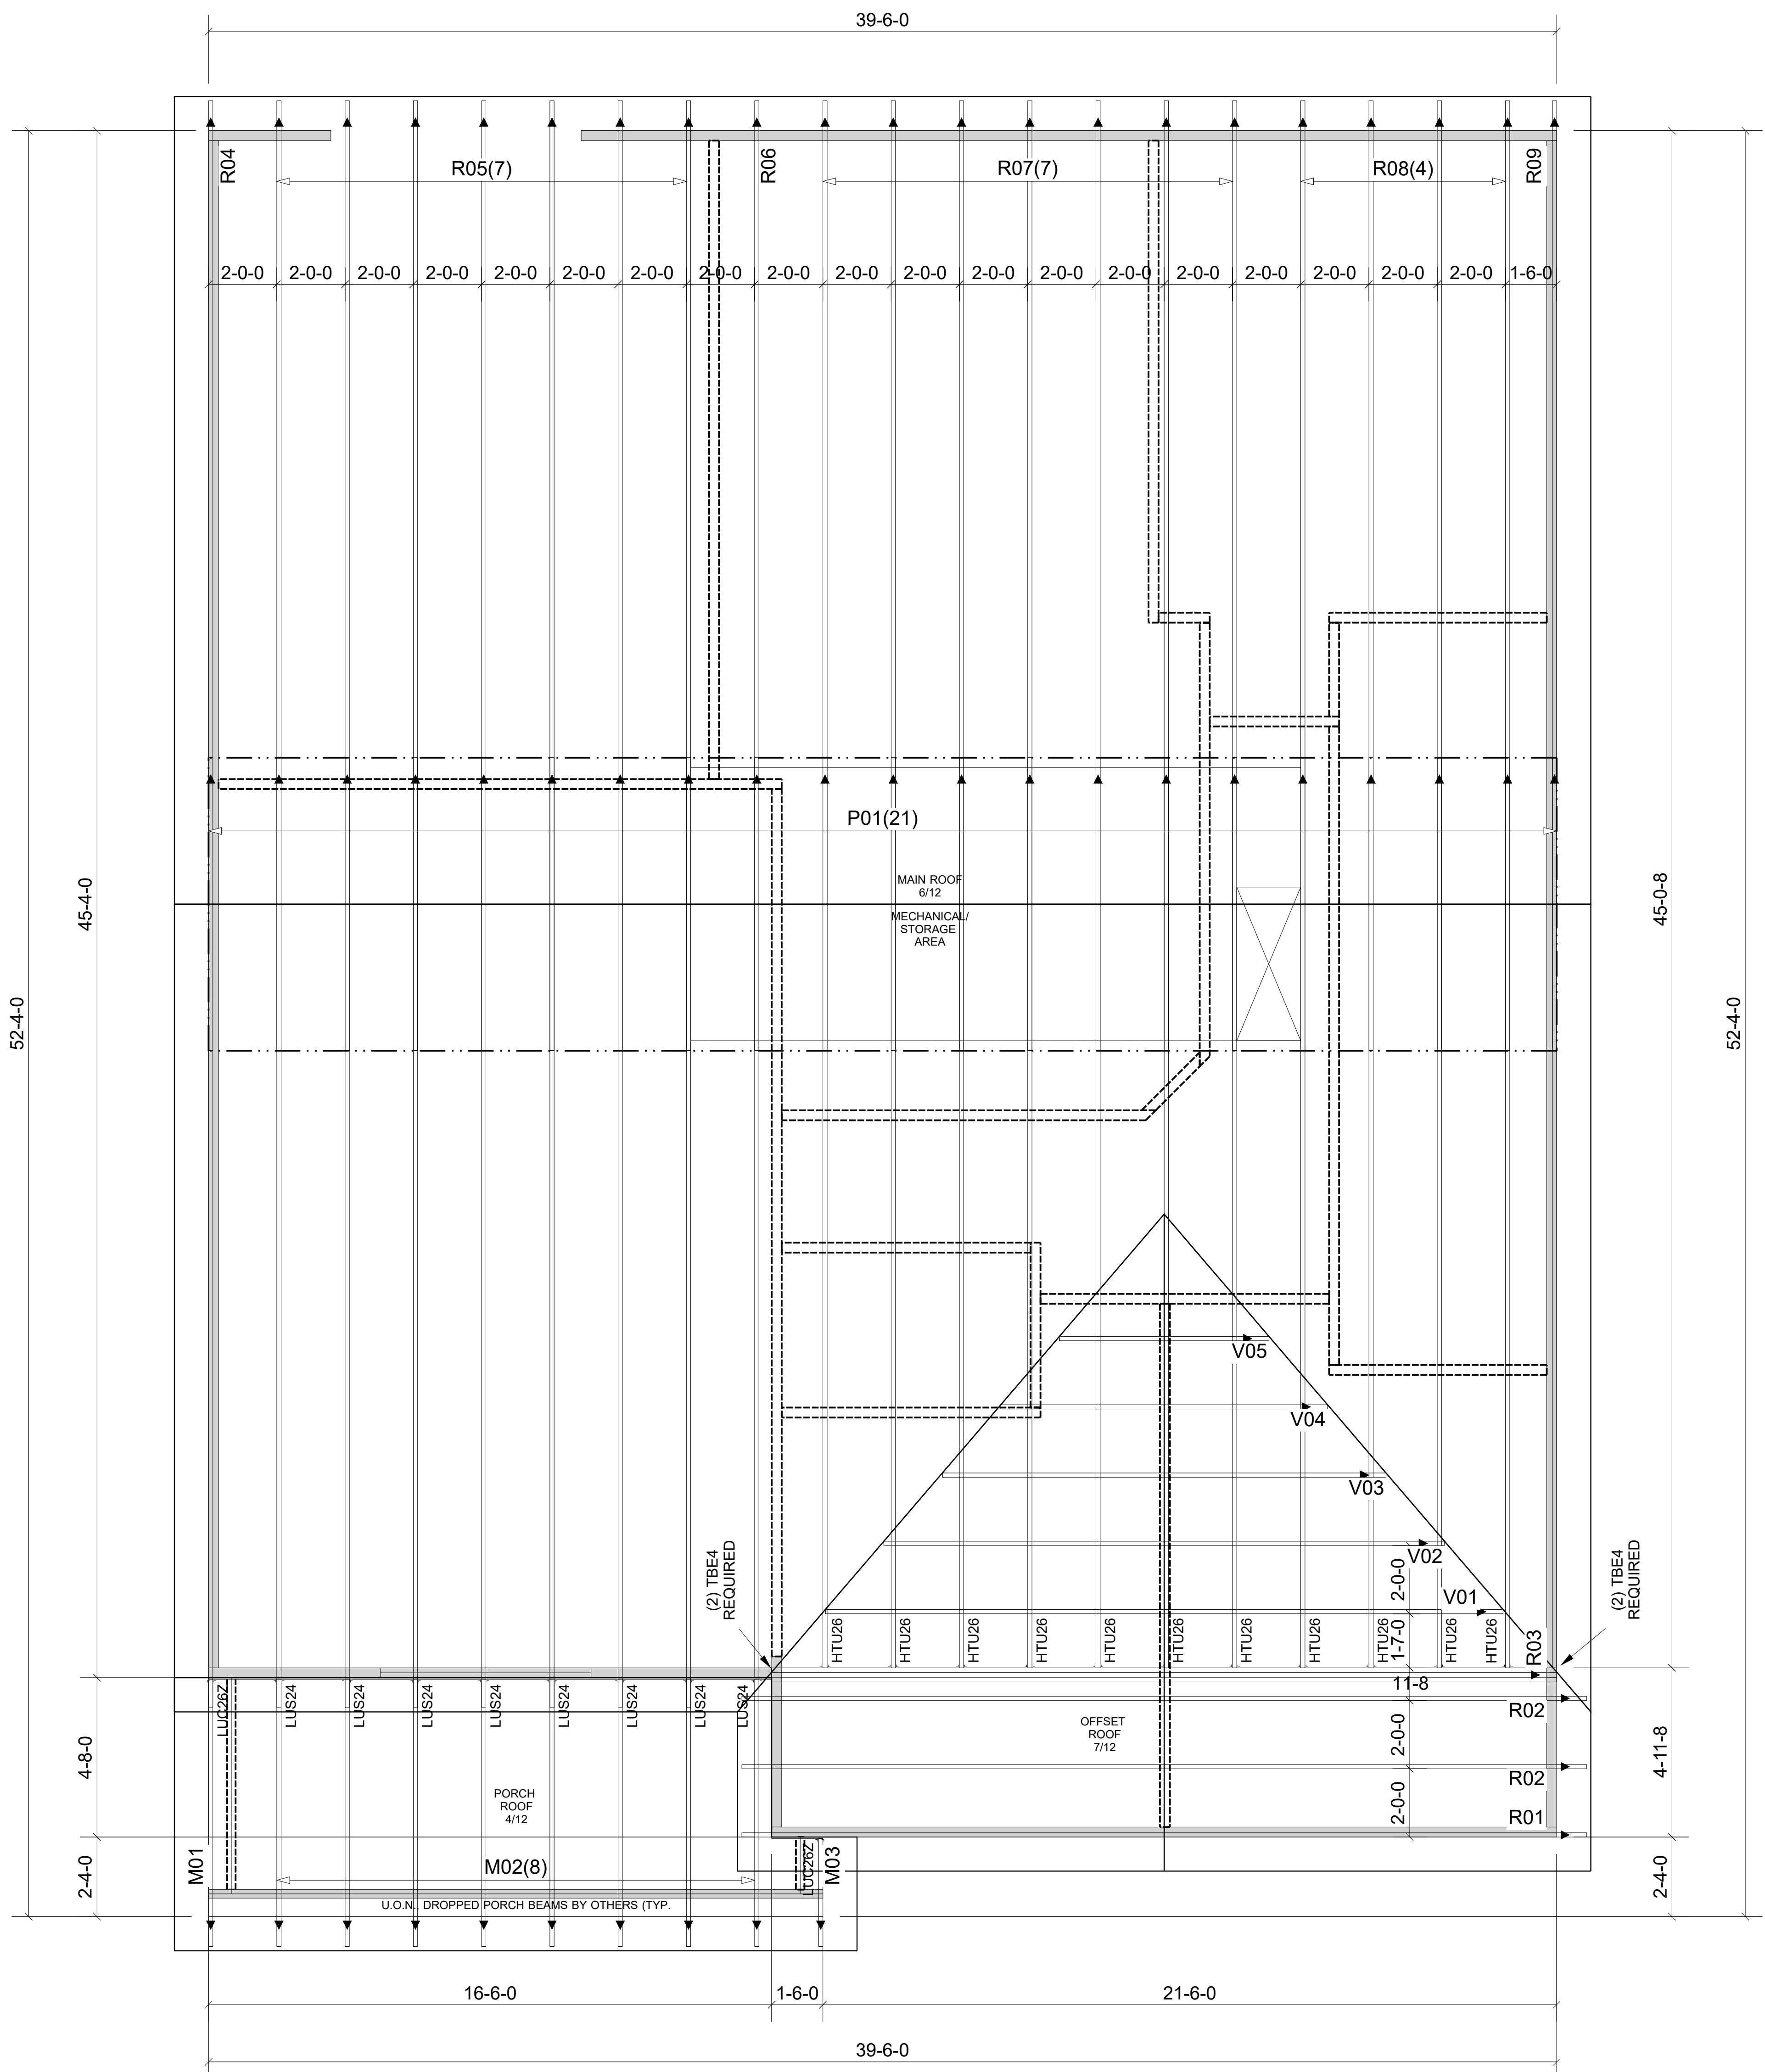 39-6-0
R04
R05(7)
R06
R07(7)
R08(4)
R09
2-0-0 2-0-0 2-0-0 2-0-0 2-0-0 2-0-0 2-0-0 2-0-0 2-0-0 2-0-0 2-0-0 2-0-0 2-0-0 2-0-0 2-0-0 2-0-0 2-0-0 2-0-0 2-0-0 1-6-0
P01(21)
MAIN ROOF
6/12
MECHANICAL/
STORAGE
AREA
45-4-0
45-0-8
52-4-0
52-4-0
V05
V04
V03
V02
2-0-0
V01
(2) TBE4
REQUIRED
(2) TBE4
REQUIRED
HTU26 HTU26 HTU26 HTU26 HTU26 HTU26 HTU26 HTU26 HTU26 HTU26 HTU26
1-7-0
R03
11-8
LUC26Z
LUS24 LUS24 LUS24 LUS24 LUS24 LUS24 LUS24 LUS24
R02
OFFSET
ROOF
7/12
2-0-0
4-8-0
4-11-8
R02
PORCH
ROOF
4/12
2-0-0
R01
M01
M02(8)
LUC26Z
M03
2-4-0
2-4-0
U.O.N., DROPPED PORCH BEAMS BY OTHERS (TYP.
16-6-0
1-6-0
21-6-0
39-6-0